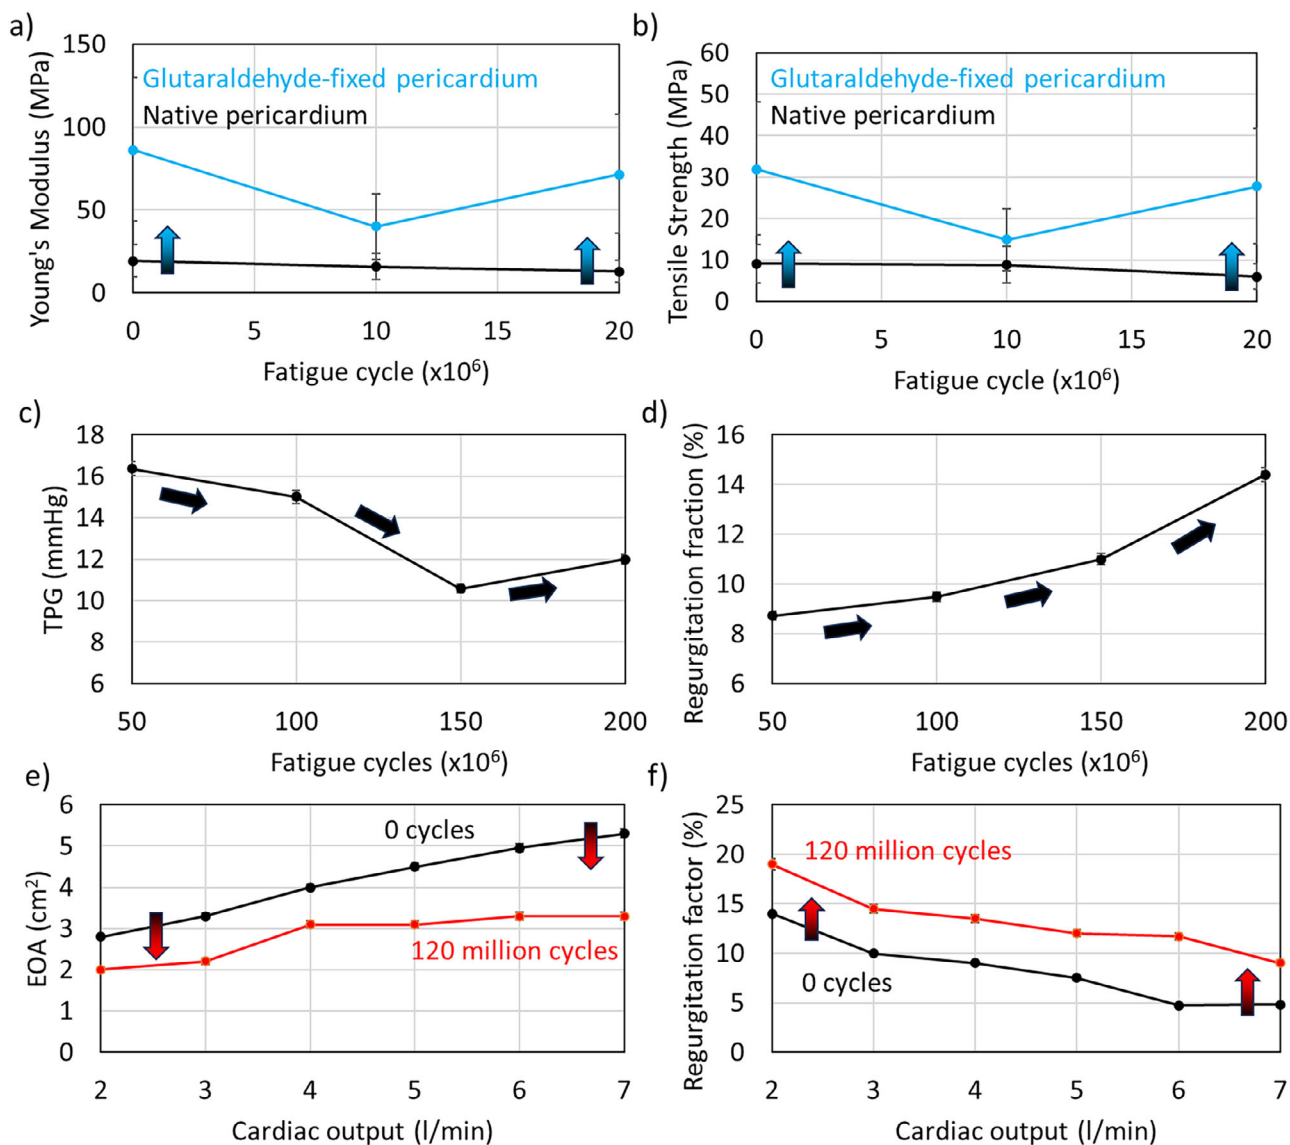 a)
Young's Modulus (MPa)
150
100
50
0
Glutaraldehyde-fixed pericardium
Native pericardium
0 5 10 15 20
Fatigue cycle (x10⁶)
b)
Tensile Strength (MPa)
60
50
40
30
20
10
0
Glutaraldehyde-fixed pericardium
Native pericardium
0 5 10 15 20
Fatigue cycle (x10⁶)
c)
TPG (mmHg)
18
16
14
12
10
8
6
50 100 150 200
Fatigue cycles (x10⁶)
d)
Regurgitation fraction (%)
16
14
12
10
8
6
50 100 150 200
Fatigue cycles (x10⁶)
e)
EOA (cm²)
6
5
4
3
2
1
0
0 cycles
120 million cycles
2 3 4 5 6 7
Cardiac output (l/min)
f)
Regurgitation factor (%)
25
20
15
10
5
0
120 million cycles
0 cycles
2 3 4 5 6 7
Cardiac output (l/min)